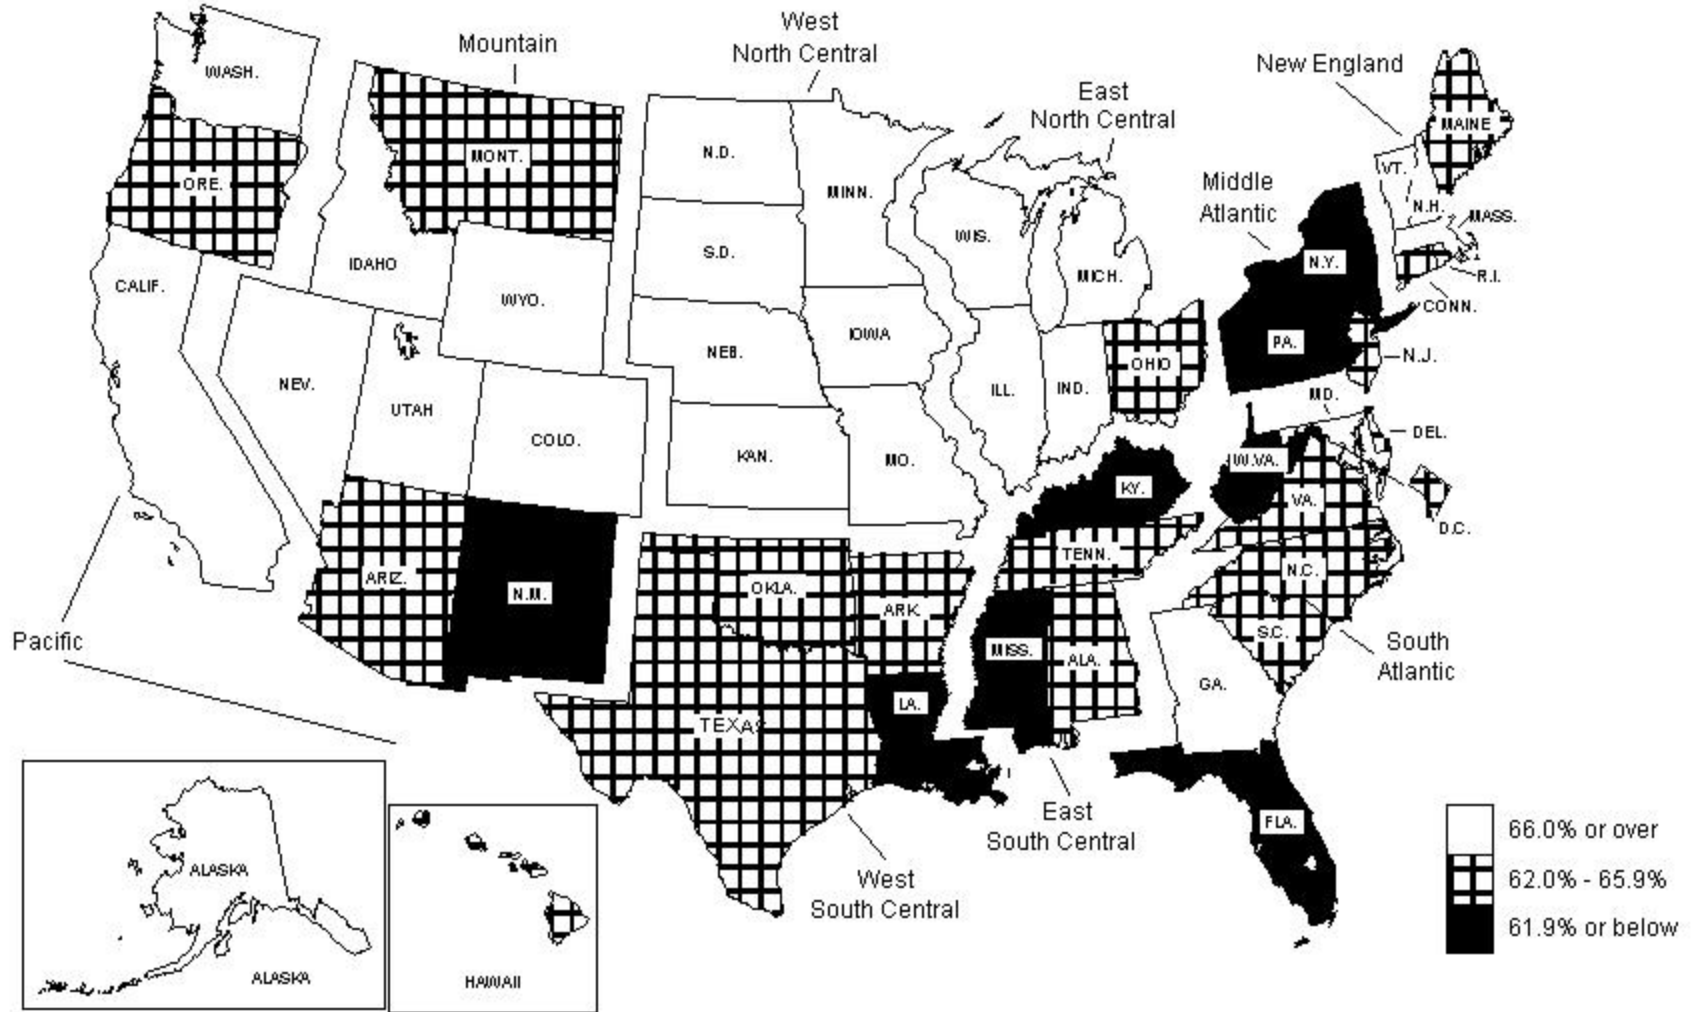 WASH.
Mountain
West
North Central
New England
East
North Central
MAINE
N.D.
MONT.
ORE.
MINN.
VT.
Middle
Atlantic
N.H.
MASS.
WIS.
S.D.
IDAHO
N.Y.
MICH.
R.I.
CALIF.
WYO.
CONN.
IOWA
NEB.
PA.
N.J.
OHIO
NEV.
UTAH
ILL.
IND.
MD.
COLO.
DEL.
KAN.
MO.
W.VA.
KY.
VA.
D.C.
TENN.
ARIZ.
N.C.
N.M.
OKLA.
ARK.
Pacific
MISS.
ALA.
S.C.
South
Atlantic
GA.
LA.
TEXAS
East
South Central
FLA.
66.0% or over
62.0% - 65.9%
61.9% or below
West
South Central
ALASKA
ALASKA
HAWAII